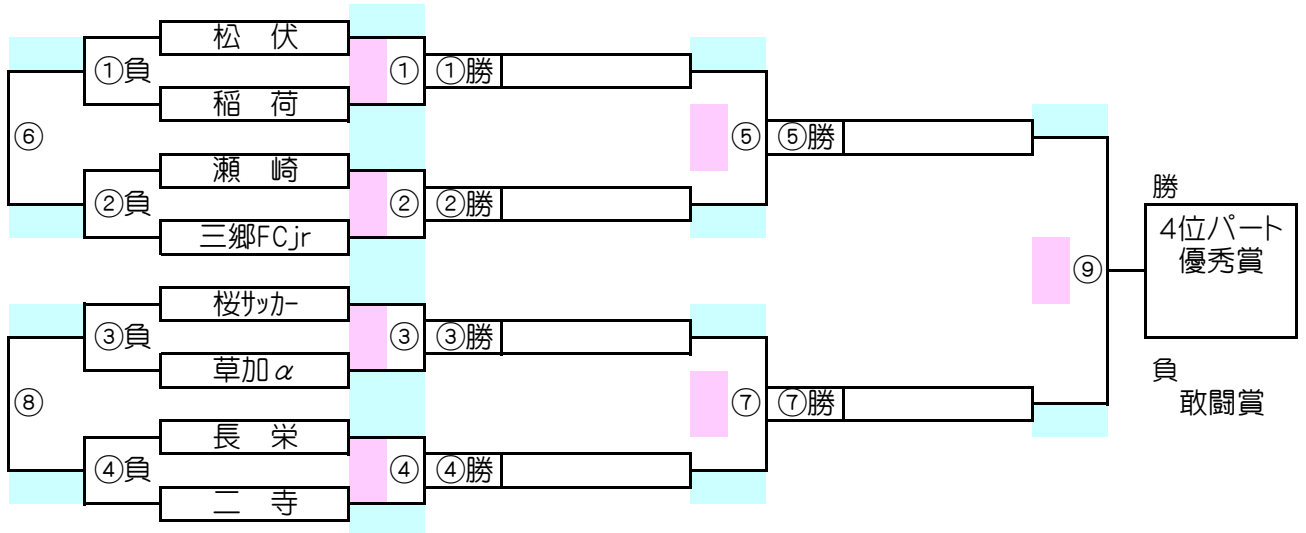 松 伏
①負 ① ①勝
稲 荷
⑥ ⑤ ⑤勝
瀬 崎
勝
②負 ② ②勝
4位パート
三郷FCjr
優秀賞
⑨
桜サッカー
③負 ③ ③勝
草加α
負
⑧ ⑦ ⑦勝
敢闘賞
長 栄
④負 ④ ④勝
二 寺